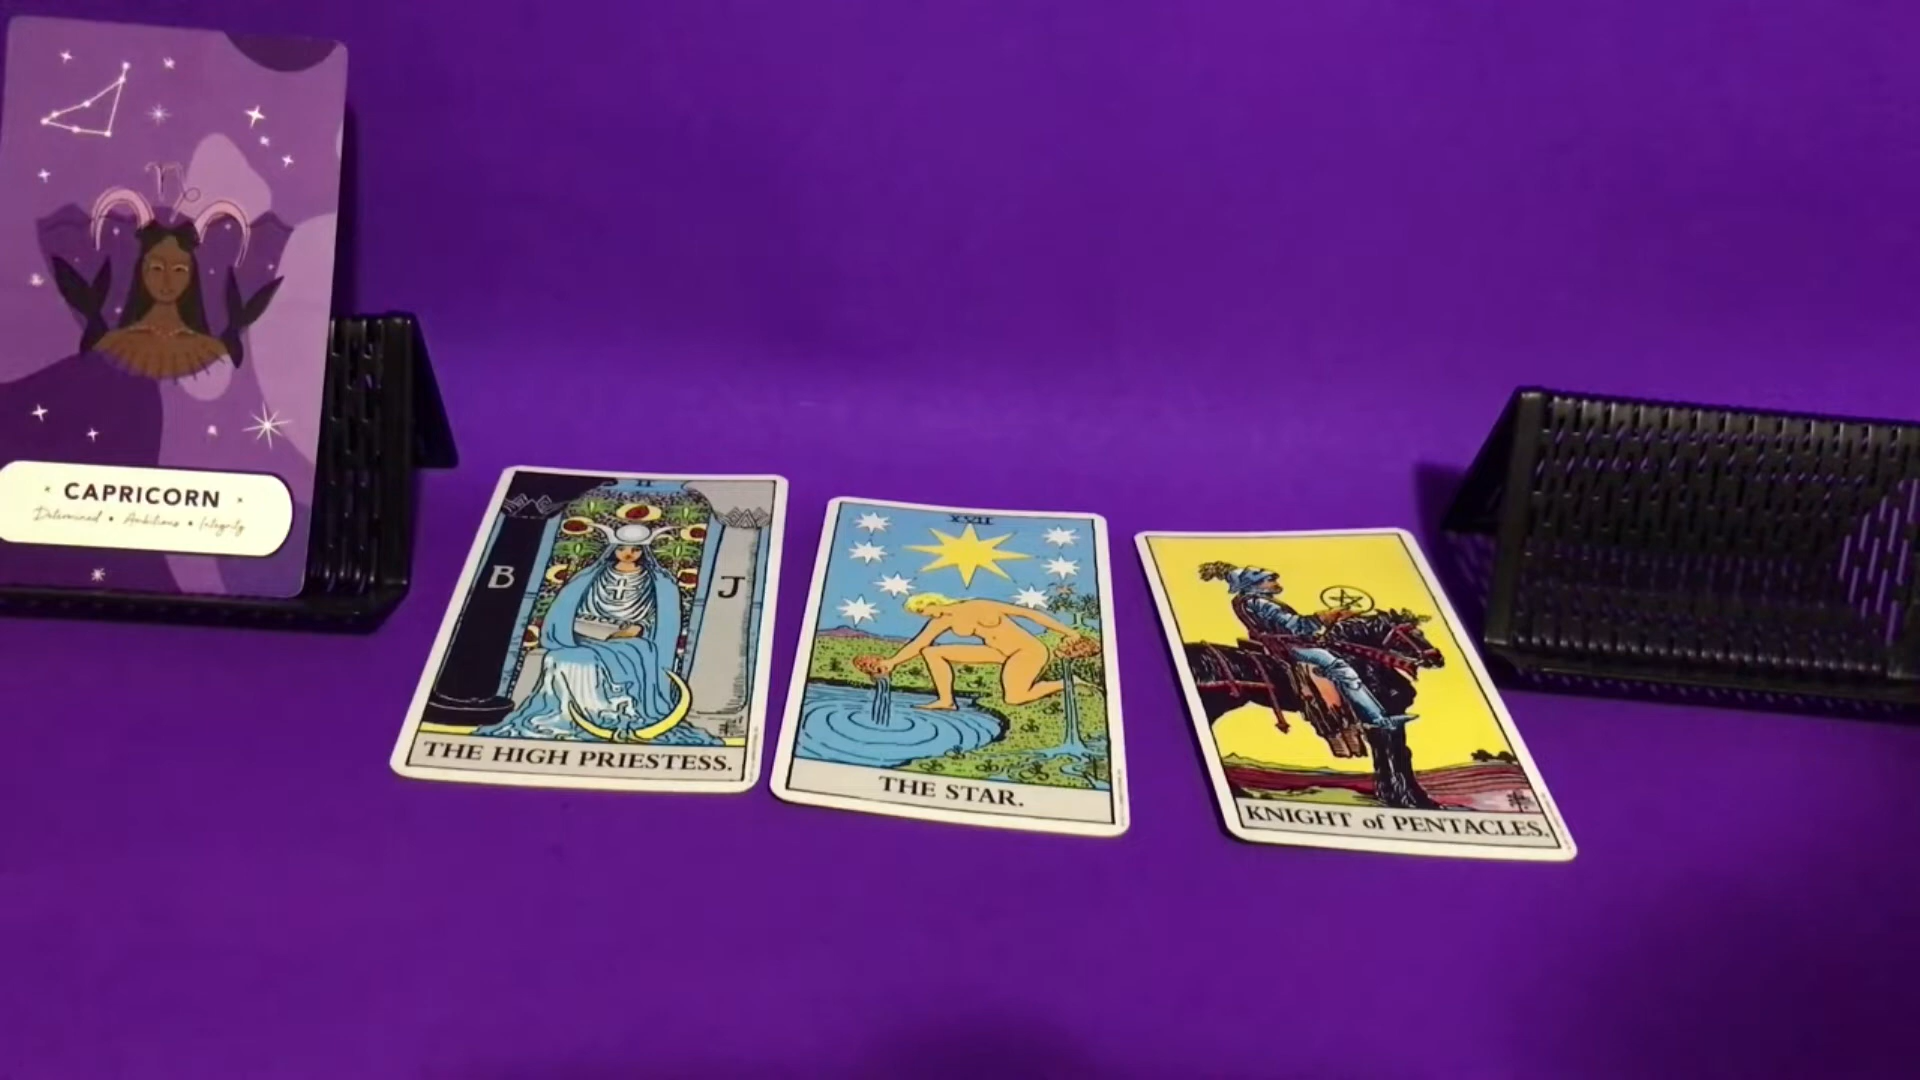 CAPRICORN
Determined • Ambitious • Integrity
II
B
J
THE HIGH PRIESTESS.
XVII
THE STAR.
KNIGHT of PENTACLES.